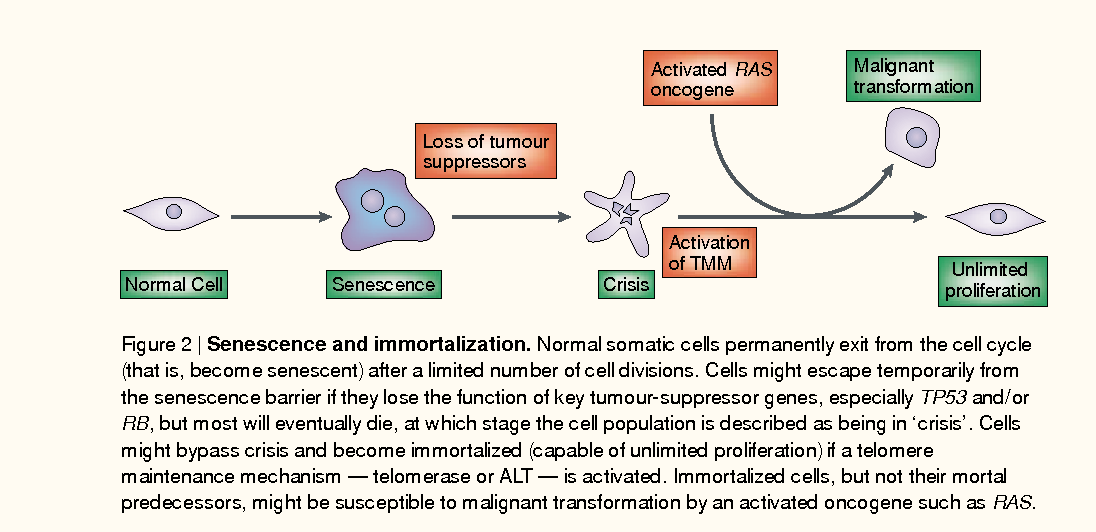 Activated RAS
oncogene
Malignant
transformation
Loss of tumour
suppressors
Activation
of TMM
Normal Cell
Senescence
Crisis
Unlimited
proliferation
Figure 2 | Senescence and immortalization. Normal somatic cells permanently exit from the cell cycle
(that is, become senescent) after a limited number of cell divisions. Cells might escape temporarily from
the senescence barrier if they lose the function of key tumour-suppressor genes, especially TP53 and/or
RB, but most will eventually die, at which stage the cell population is described as being in ‘crisis’. Cells
might bypass crisis and become immortalized (capable of unlimited proliferation) if a telomere
maintenance mechanism — telomerase or ALT — is activated. Immortalized cells, but not their mortal
predecessors, might be susceptible to malignant transformation by an activated oncogene such as RAS.